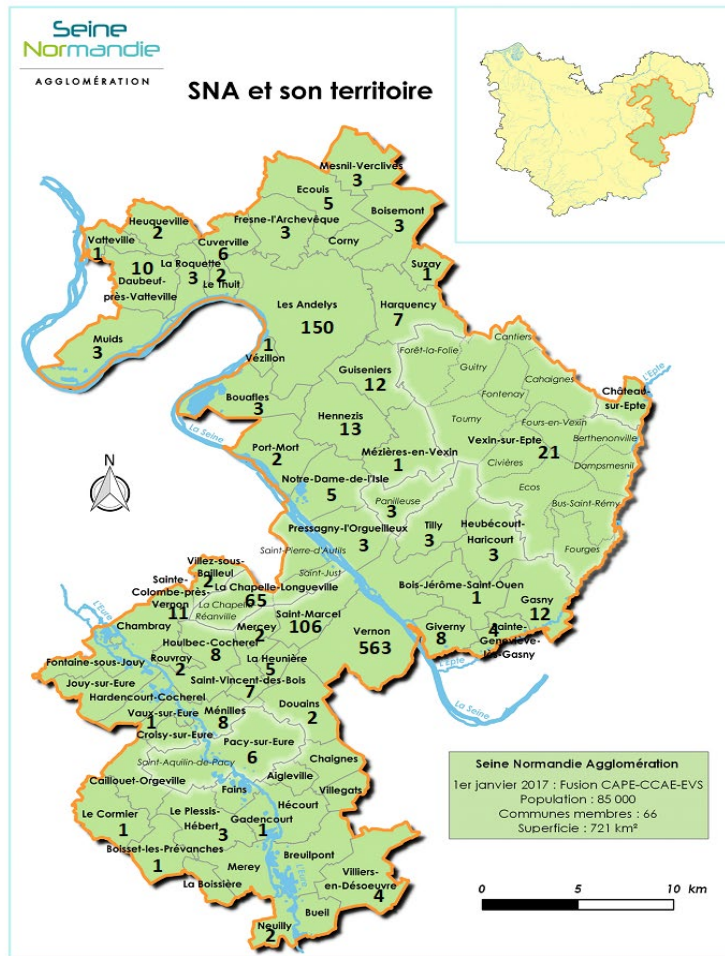 Seine
Normandie
AGGLOMÉRATION
SNA et son territoire
Mesnil-Verclives
3
Ecouis
5
Heuqueville
2
Fresne-l'Archevêque
3
Boisemont
3
Vatteville
1
Cuverville
6
Corny
10
La Roquette
3
2
Le Thuit
Suzay
1
Daubeuf-
près-Vatteville
Les Andelys
150
Harquency
7
Muids
3
1
Vézillon
Cantiers
Forêt-la-Folie
Guitry
Cahaignes
l'Epte
Guiseniers
12
Fontenay
Château-
sur-Epte
Bouafles
3
Hennezis
13
Tourny
Fours-en-Vexin
La Seine
Vexin-sur-Epte
21
Berthenonville
Port-Mort
2
Mézières-en-Vexin
1
Civières
Dampsmesnil
N
Notre-Dame-de-l'Isle
5
Ecos
Panilleuse
3
Bus-Saint-Rémy
Pressagny-l'Orgueilleux
3
Tilly
3
Heubécourt-
Haricourt
3
Saint-Pierre-d'Autils
Fourges
Villez-sous-
Bailleul
2
Saint-Just
Sainte-
Colombe-près-
Vernon
11
La Chapelle-Longueville
65
Bois-Jérôme-Saint-Ouen
1
La Chapelle
Réanville
Gasny
12
l'Eure
Chambray
Mercey
2
Saint-Marcel
106
Giverny
8
4
Sainte-
Geneviève-
lès-Gasny
Vernon
563
Houlbec-Cocherel
8
Fontaine-sous-Jouy
Rouvray
2
La Heunière
5
l'Epte
Jouy-sur-Eure
Saint-Vincent-des-Bois
7
La Seine
Hardencourt-Cocherel
Vaux-sur-Eure
1
Ménilles
8
Douains
2
Croisy-sur-Eure
Pacy-sur-Eure
6
Saint-Aquilin-de-Pacy
Chaignes
Aigleville
Caillouet-Orgeville
Fains
Villegats
Hécourt
Le Cormier
1
Le Plessis-
Hébert
3
Gadencourt
1
Boisset-les-Prévanches
1
Breuilpont
Merey
La Boissière
l'Eure
Villiers-
en-Désoeuvre
4
Bueil
Neuilly
2
Seine Normandie Agglomération
1er janvier 2017 : Fusion CAPE-CCAE-EVS
Population : 85 000
Communes membres : 66
Superficie : 721 km²
0 5 10 km